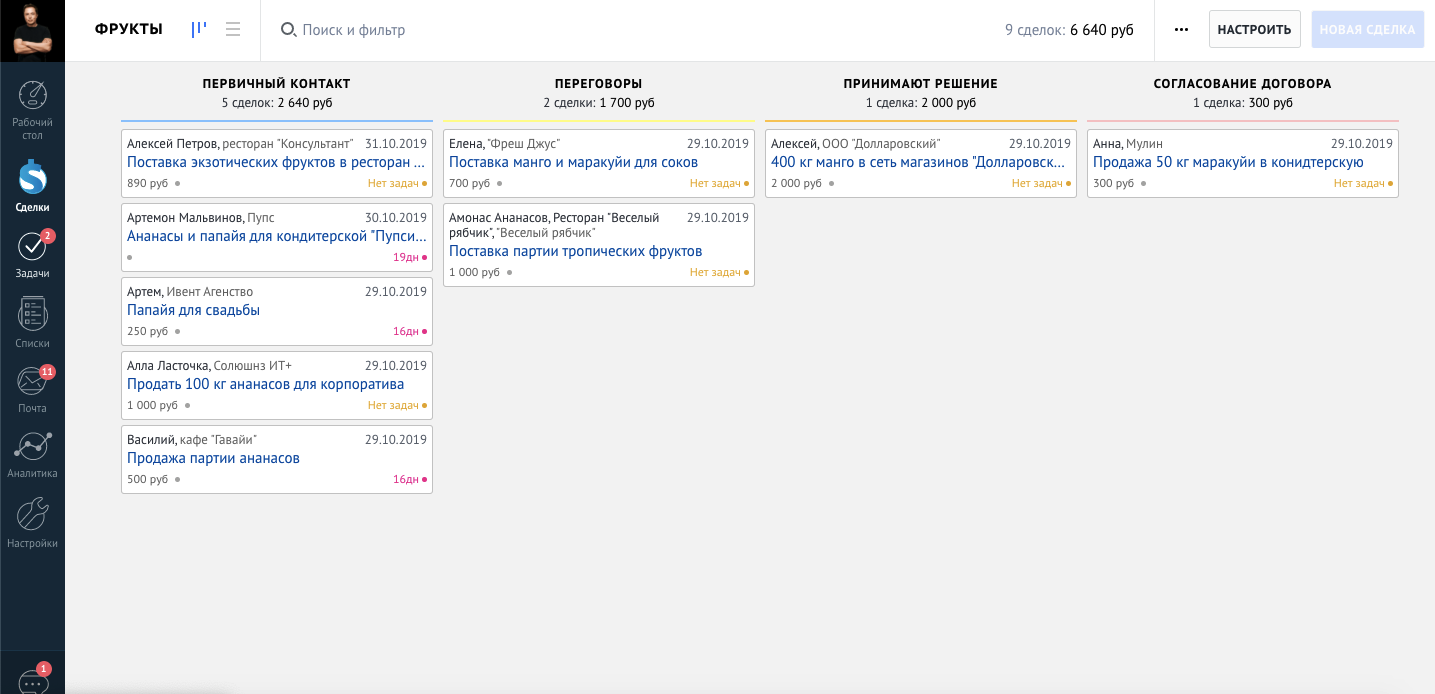 ФРУКТЫ
Поиск и фильтр
9 сделок: 6 640 руб
НАСТРОИТЬ
НОВАЯ СДЕЛКА
Рабочий
стол
Сделки
2
Задачи
Списки
11
Почта
Аналитика
Настройки
1
ПЕРВИЧНЫЙ КОНТАКТ
5 сделок: 2 640 руб
Алексей Петров, ресторан "Консультант" 31.10.2019
Поставка экзотических фруктов в ресторан ...
890 руб Нет задач
Артемон Мальвинов, Пупс 30.10.2019
Ананасы и папайя для кондитерской "Пупси...
19дн
Артем, Ивент Агенство 29.10.2019
Папайя для свадьбы
250 руб 16дн
Алла Ласточка, Солюшнз ИТ+ 29.10.2019
Продать 100 кг ананасов для корпоратива
1 000 руб Нет задач
Василий, кафе "Гавайи" 29.10.2019
Продажа партии ананасов
500 руб 16дн
ПЕРЕГОВОРЫ
2 сделки: 1 700 руб
Елена, "Фреш Джус" 29.10.2019
Поставка манго и маракуйи для соков
700 руб Нет задач
Амонас Ананасов, Ресторан "Веселый 29.10.2019
рябчик", "Веселый рябчик"
Поставка партии тропических фруктов
1 000 руб Нет задач
ПРИНИМАЮТ РЕШЕНИЕ
1 сделка: 2 000 руб
Алексей, ООО "Долларовский" 29.10.2019
400 кг манго в сеть магазинов "Долларовск...
2 000 руб Нет задач
СОГЛАСОВАНИЕ ДОГОВОРА
1 сделка: 300 руб
Анна, Мулин 29.10.2019
Продажа 50 кг маракуйи в конидтерскую
300 руб Нет задач